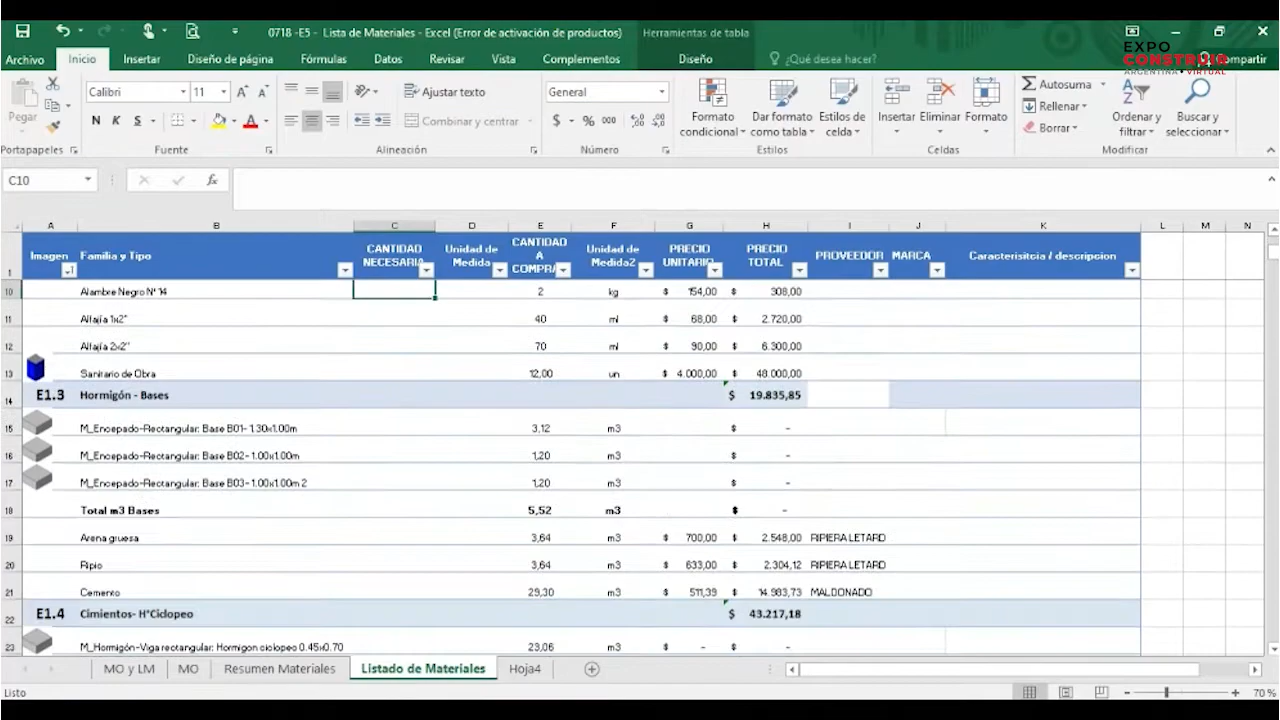 0718 -E5 - Lista de Materiales - Excel (Error de activación de productos)
Herramientas de tabla
EXPO
CONSTRUIR
ARGENTINA VIRTUAL
Archivo Inicio Insertar Diseño de página Fórmulas Datos Revisar Vista Complementos Diseño ¿Qué desea hacer? Compartir
Pegar
Calibri 11
N K S
Ajustar texto
Combinar y centrar
General
$ % 000
Formato condicional
Dar formato como tabla
Estilos de celda
Insertar Eliminar Formato
Autosuma
Rellenar
Borrar
Ordenar y filtrar
Buscar y seleccionar
Portapapeles Fuente Alineación Número Estilos Celdas Modificar
C10 fx
A B C D E F G H I J K L M N
1 Imagen Familia y Tipo CANTIDAD NECESARIA Unidad de Medida CANTIDAD A COMPRA Unidad de Medida2 PRECIO UNITARIO PRECIO TOTAL PROVEEDOR MARCA Caracterisitcia / descripcion
10 Alambre Negro Nº 14 2 kg $ 154,00 $ 308,00
11 Alfajía 1x2" 40 ml $ 68,00 $ 2.720,00
12 Alfajía 2x2" 70 ml $ 90,00 $ 6.300,00
13 Sanitario de Obra 12,00 un $ 4.000,00 $ 48.000,00
14 E1.3 Hormigón - Bases $ 19.835,85
15 M_Encepado-Rectangular: Base B01- 1.30x1.00m 3,12 m3 $ -
16 M_Encepado-Rectangular: Base B02- 1.00x1.00m 1,20 m3 $ -
17 M_Encepado-Rectangular: Base B03- 1.00x1.00m 2 1,20 m3 $ -
18 Total m3 Bases 5,52 m3 $ -
19 Arena gruesa 3,64 m3 $ 700,00 $ 2.548,00 RIPIERA LETARD
20 Ripio 3,64 m3 $ 633,00 $ 2.304,12 RIPIERA LETARD
21 Cemento 29,30 m3 $ 511,39 $ 14.983,73 MALDONADO
22 E1.4 Cimientos- HºCiclopeo $ 43.217,18
23 M_Hormigón-Viga rectangular: Hormigon ciclopeo 0.45x0.70 23,06 m3 $ - $ -
MO y LM MO Resumen Materiales Listado de Materiales Hoja4
Listo 70 %